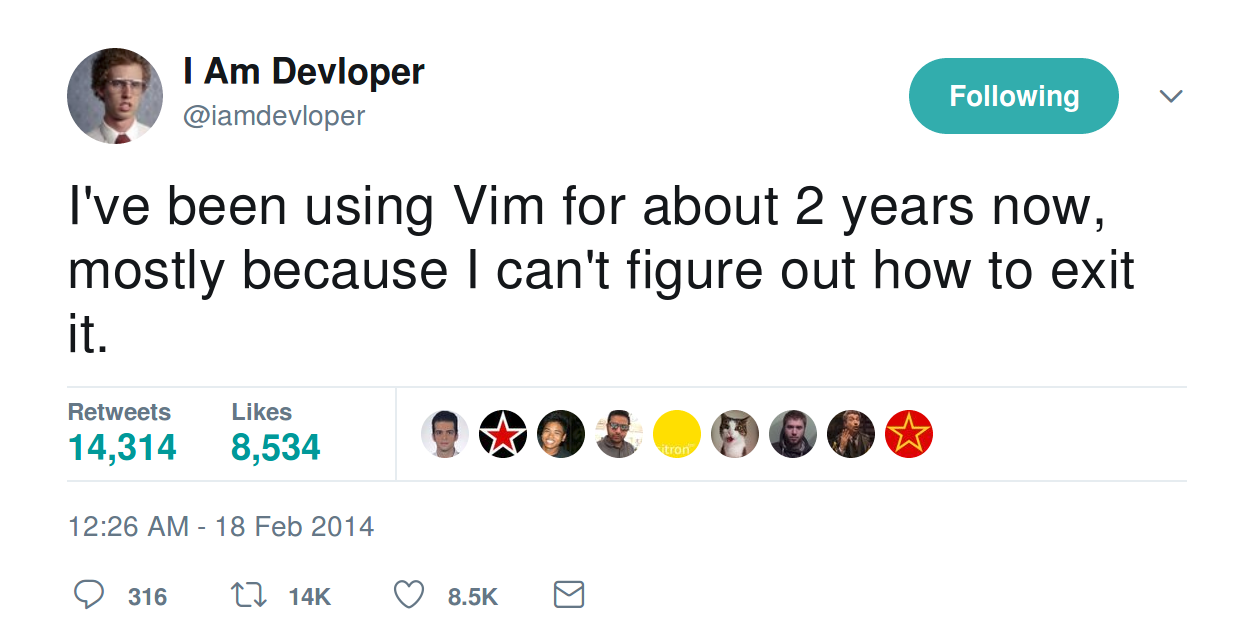 I Am Devloper
@iamdevloper
Following
I've been using Vim for about 2 years now,
mostly because I can't figure out how to exit
it.
Retweets
Likes
14,314
8,534
itron
12:26 AM - 18 Feb 2014
316
14K
8.5K